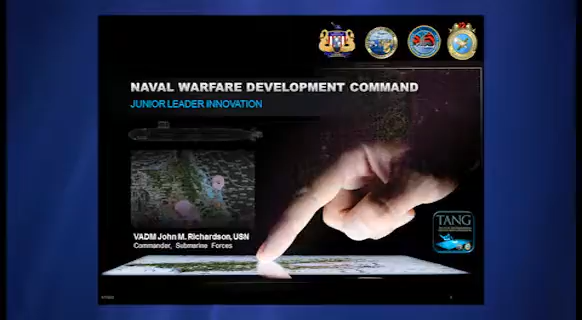 NAVAL WARFARE DEVELOPMENT COMMAND
JUNIOR LEADER INNOVATION
VADM John M. Richardson, USN
Commander, Submarine Forces
TANG